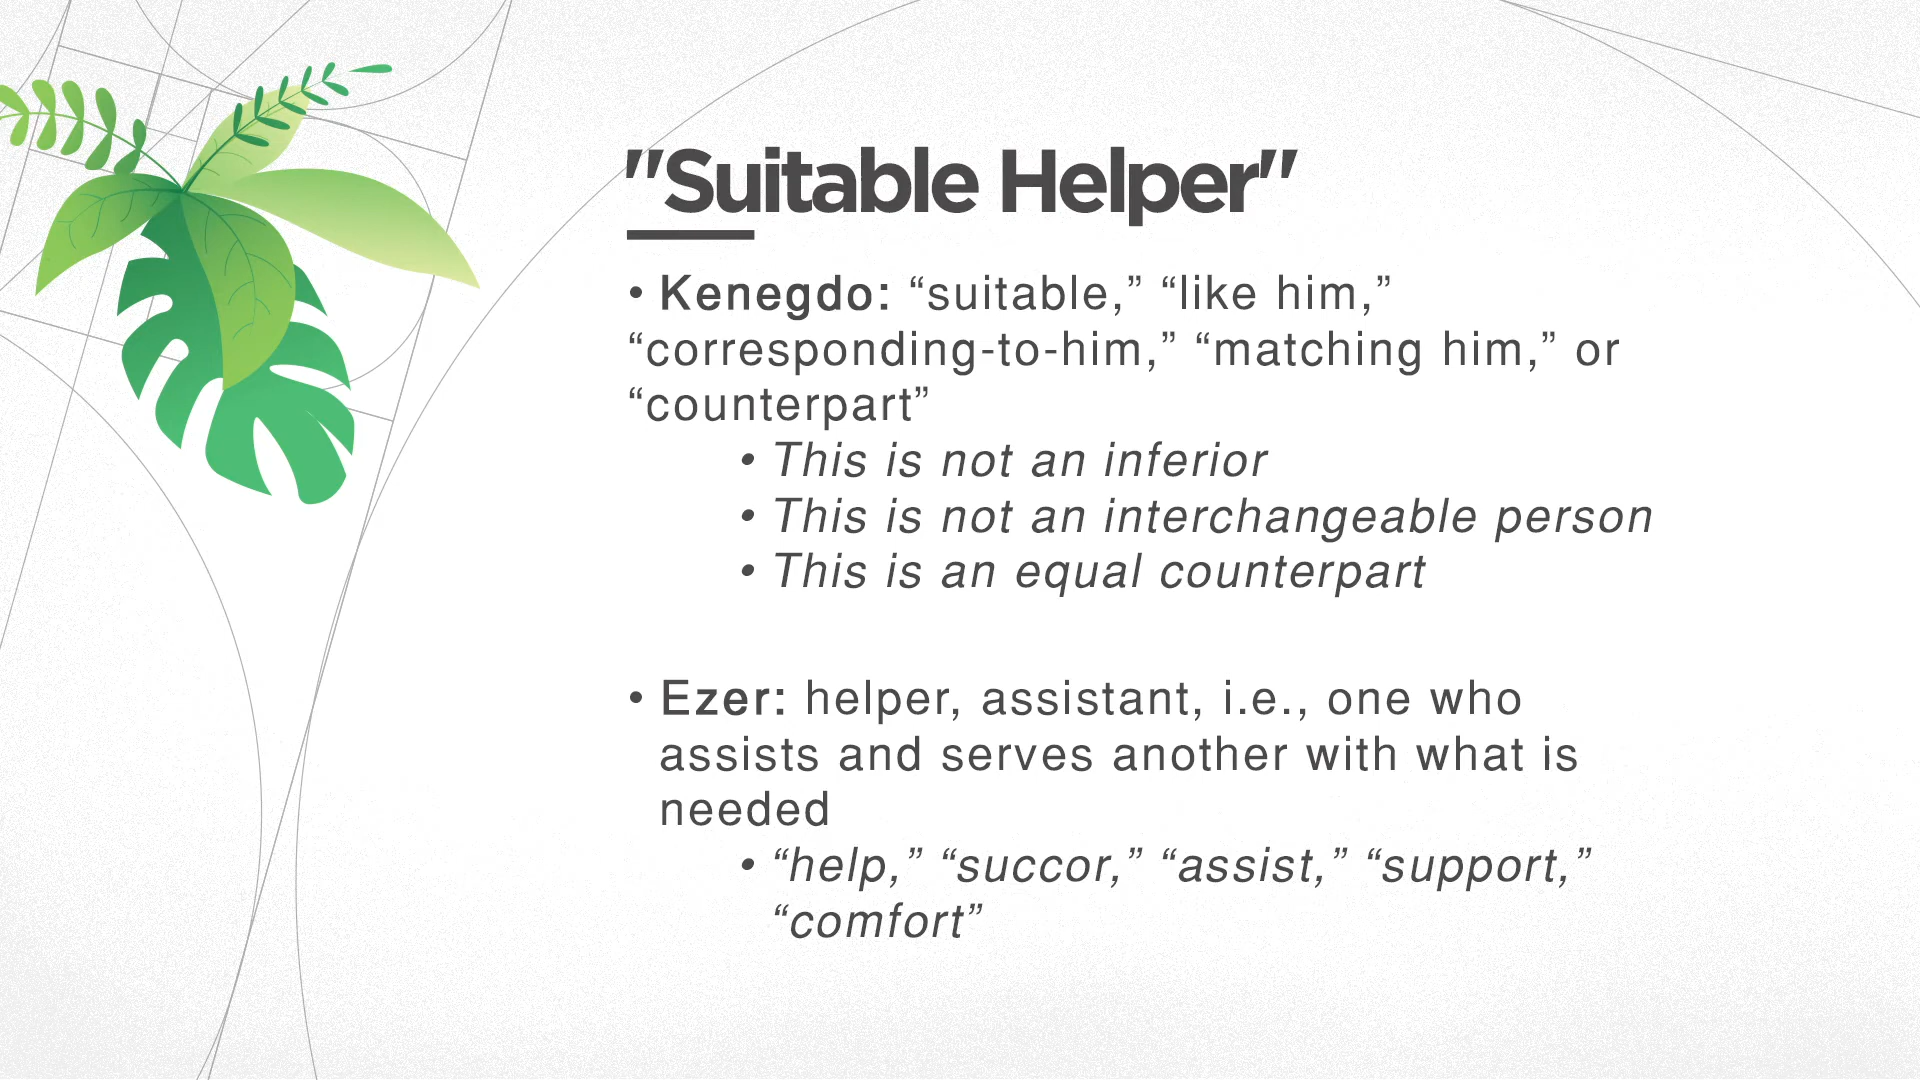 "Suitable Helper"
• Kenegdo: “suitable,” “like him,”
“corresponding-to-him,” “matching him,” or
“counterpart”
• This is not an inferior
• This is not an interchangeable person
• This is an equal counterpart
• Ezer: helper, assistant, i.e., one who
assists and serves another with what is
needed
• “help,” “succor,” “assist,” “support,”
“comfort”